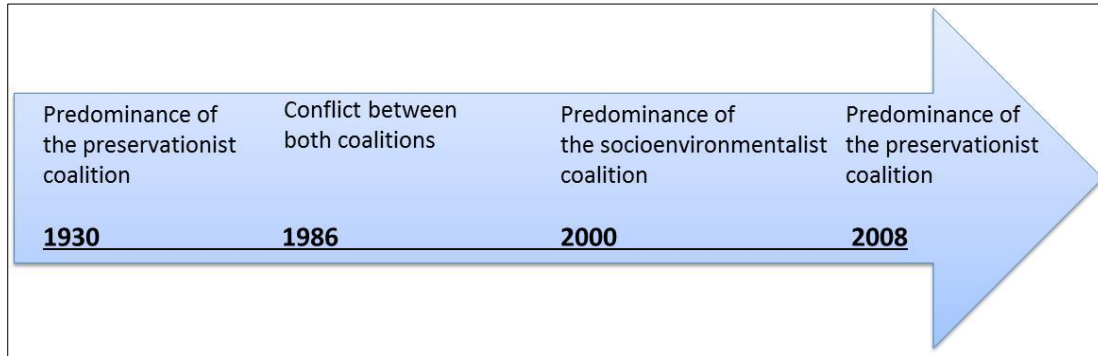 Predominance of
the preservationist
coalition
1930
Conflict between
both coalitions
1986
Predominance of
the socioenvironmentalist
coalition
2000
Predominance of
the preservationist
coalition
2008